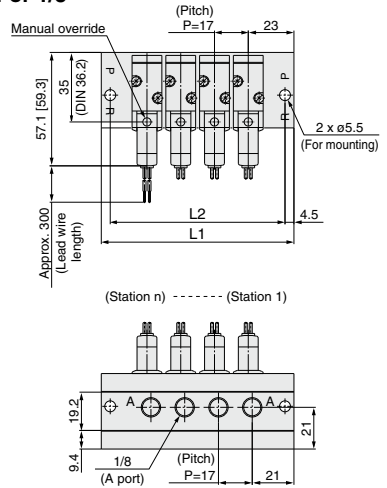 (Pitch)
P=17
23
Manual override
P
R
P
R
35
(DIN 36.2)
57.1 [59.3]
2 x ø5.5
(For mounting)
Approx. 300
(Lead wire
length)
L2
4.5
L1
(Station n) ------ (Station 1)
A
A
19.2
9.4
21
1/8
(A port)
(Pitch)
P=17
21